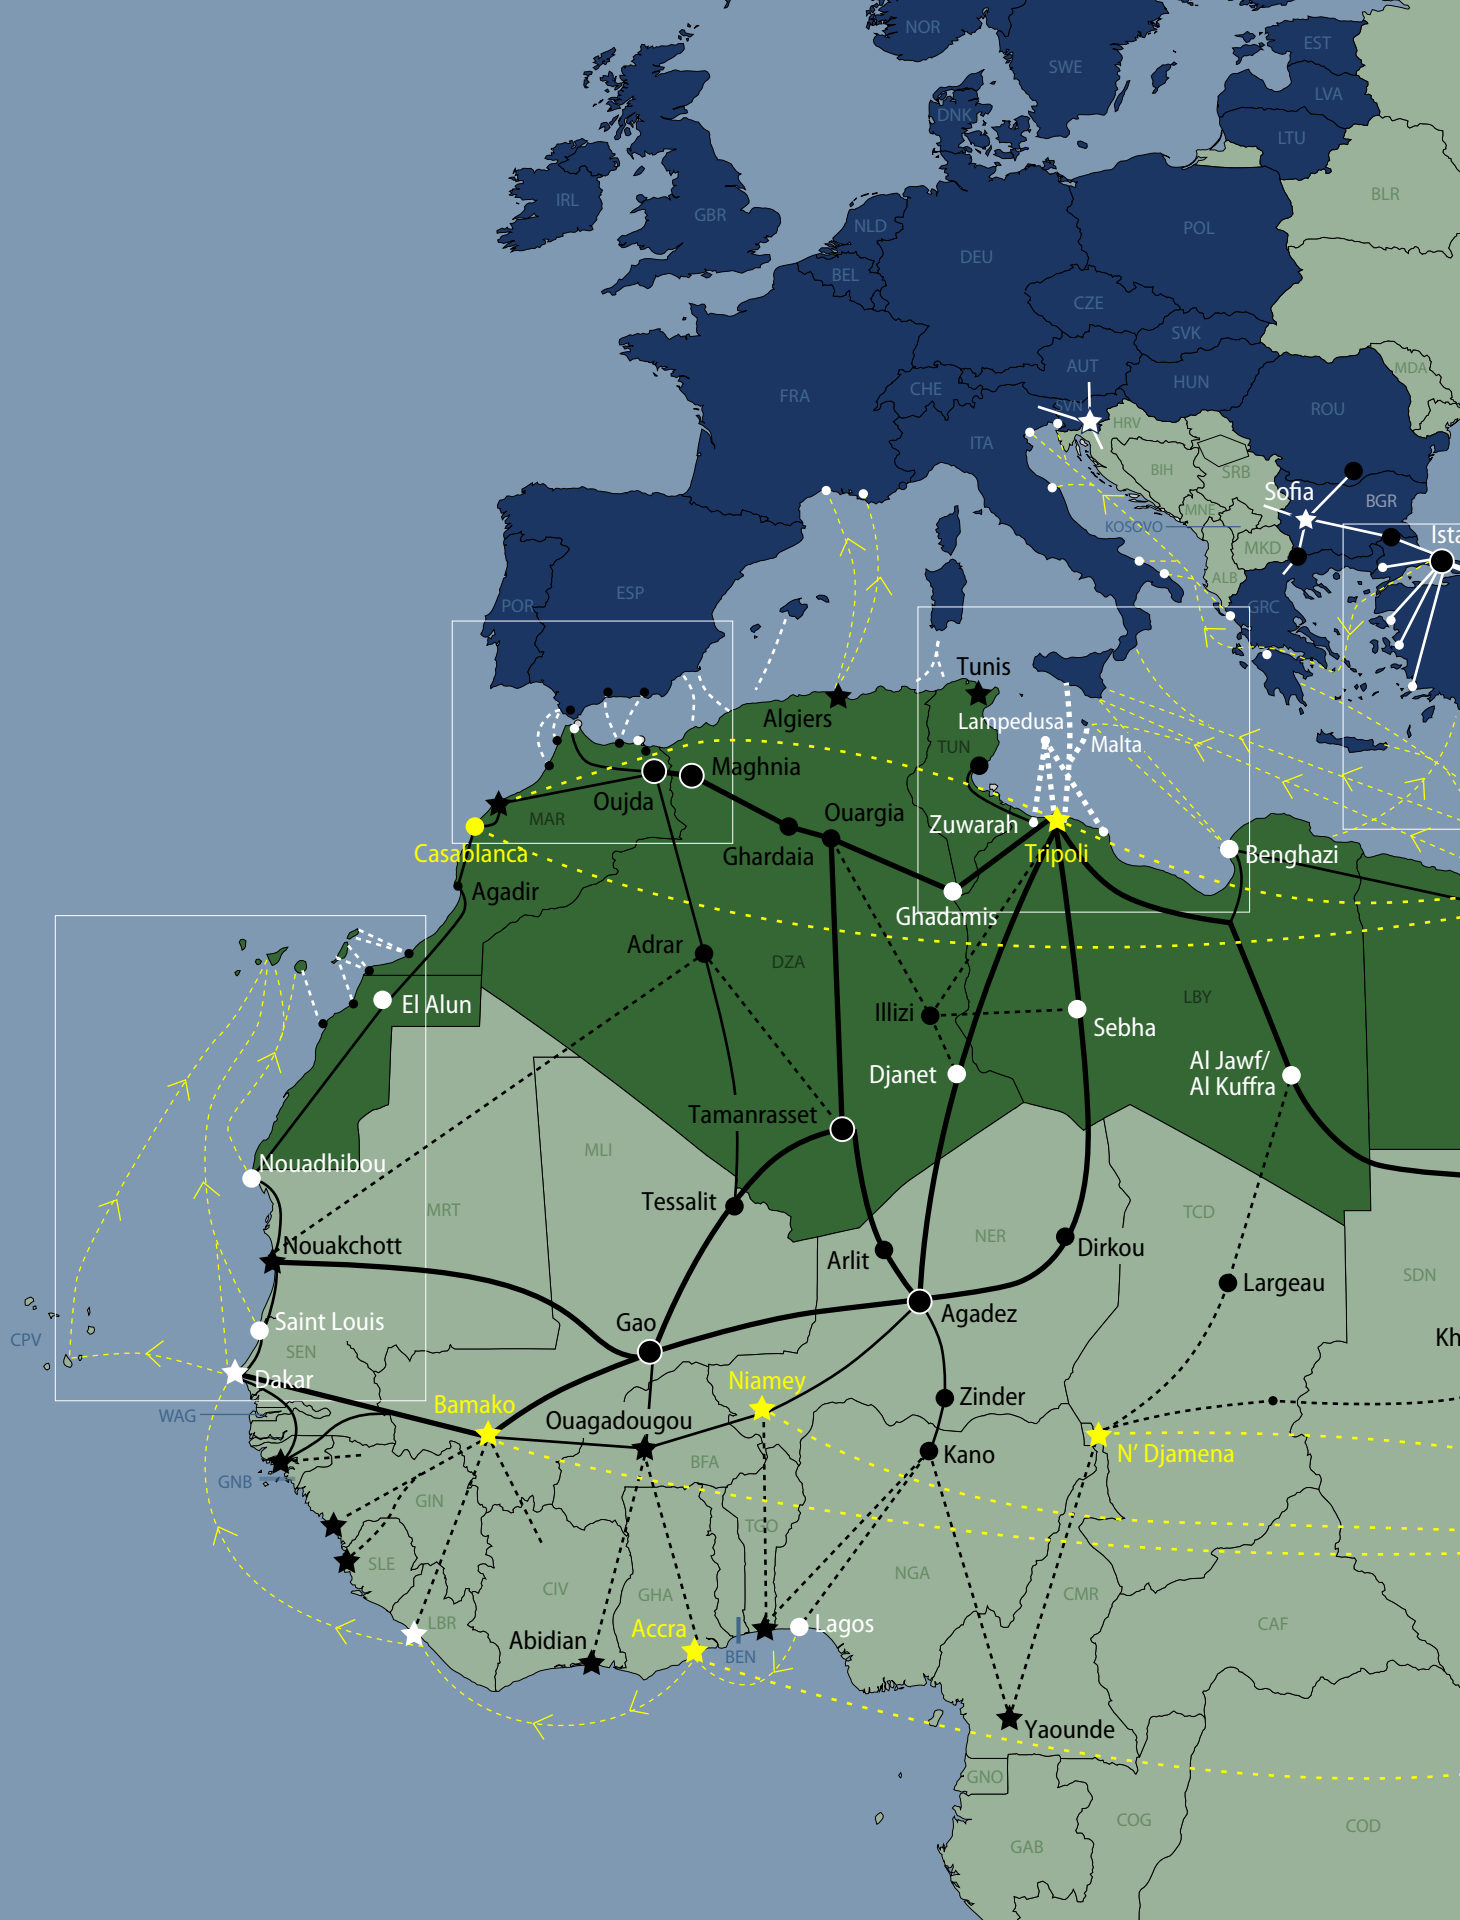 NOR
EST
SWE
LVA
DNK
LTU
IRL
BLR
GBR
NLD
POL
DEU
BEL
CZE
SVK
AUT
MDA
HUN
CHE
FRA
SVN
ROU
HRV
ITA
BIH
SRB
Sofia
BGR
MNE
KOSOVO
Ista
MKD
ALB
ESP
POR
GRC
Tunis
Algiers
Lampedusa
TUN
Malta
Maghnia
Oujda
Ouargia
MAR
Zuwarah
Casablanca
Ghardaia
Tripoli
Benghazi
Agadir
Ghadamis
Adrar
DZA
LBY
El Alun
Illizi
Sebha
Al Jawf/
Al Kuffra
Djanet
Tamanrasset
MLI
Nouadhibou
Tessalit
MRT
TCD
NER
Nouakchott
Dirkou
Arlit
SDN
Largeau
Agadez
Saint Louis
Gao
CPV
Kh
SEN
Dakar
Niamey
Zinder
Bamako
WAG
Ouagadougou
Kano
N' Djamena
BFA
GNB
GIN
TGO
SLE
NGA
CIV
GHA
CMR
LBR
CAF
Lagos
Accra
Abidian
BEN
Yaounde
GNO
COG
COD
GAB